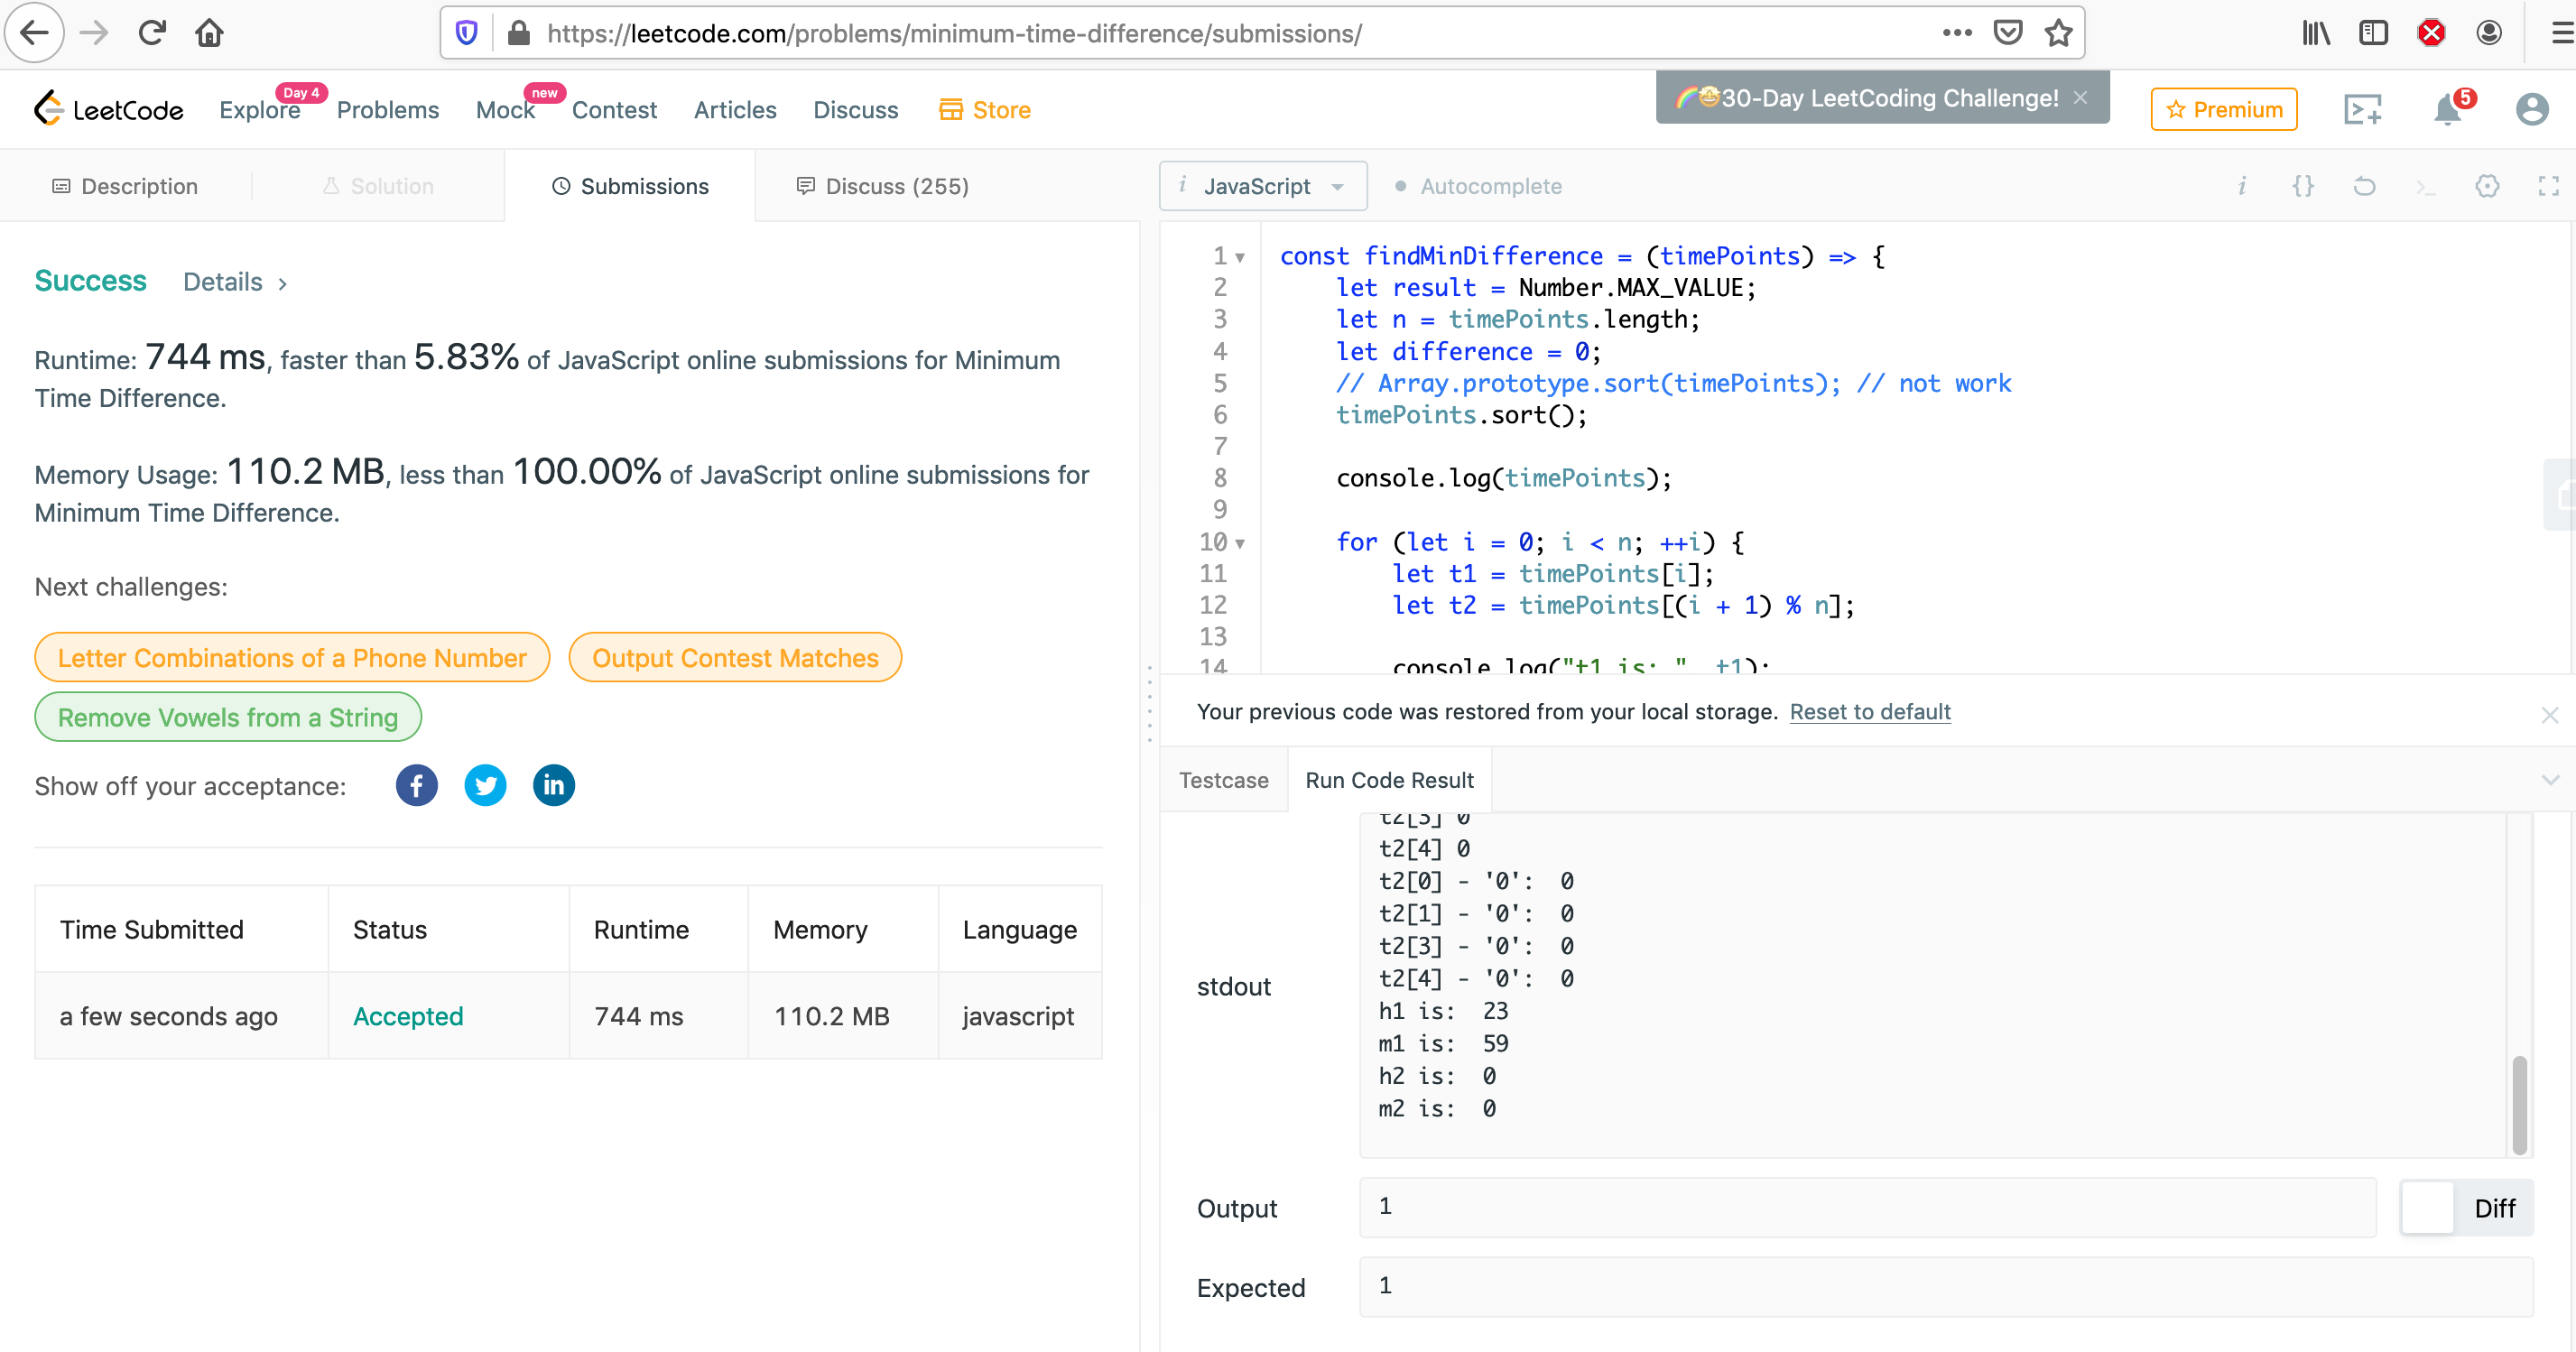 https://leetcode.com/problems/minimum-time-difference/submissions/
LeetCode
Explore
Day 4
Problems
Mock
new
Contest
Articles
Discuss
Store
🌈🤩30-Day LeetCoding Challenge! ×
Premium
5
Description
Solution
Submissions
Discuss (255)
Success Details >
Runtime: 744 ms, faster than 5.83% of JavaScript online submissions for Minimum
Time Difference.
Memory Usage: 110.2 MB, less than 100.00% of JavaScript online submissions for
Minimum Time Difference.
Next challenges:
Letter Combinations of a Phone Number
Output Contest Matches
Remove Vowels from a String
Show off your acceptance:
Time Submitted Status Runtime Memory Language
a few seconds ago Accepted 744 ms 110.2 MB javascript
i JavaScript
Autocomplete
i {}
1 const findMinDifference = (timePoints) => {
2 let result = Number.MAX_VALUE;
3 let n = timePoints.length;
4 let difference = 0;
5 // Array.prototype.sort(timePoints); // not work
6 timePoints.sort();
7
8 console.log(timePoints);
9
10 for (let i = 0; i < n; ++i) {
11 let t1 = timePoints[i];
12 let t2 = timePoints[(i + 1) % n];
13
14 console.log("t1 is: ", t1);
Your previous code was restored from your local storage. Reset to default
Testcase
Run Code Result
stdout
t2[3] 0
t2[4] 0
t2[0] - '0':  0
t2[1] - '0':  0
t2[3] - '0':  0
t2[4] - '0':  0
h1 is:  23
m1 is:  59
h2 is:  0
m2 is:  0
Output
1
Diff
Expected
1